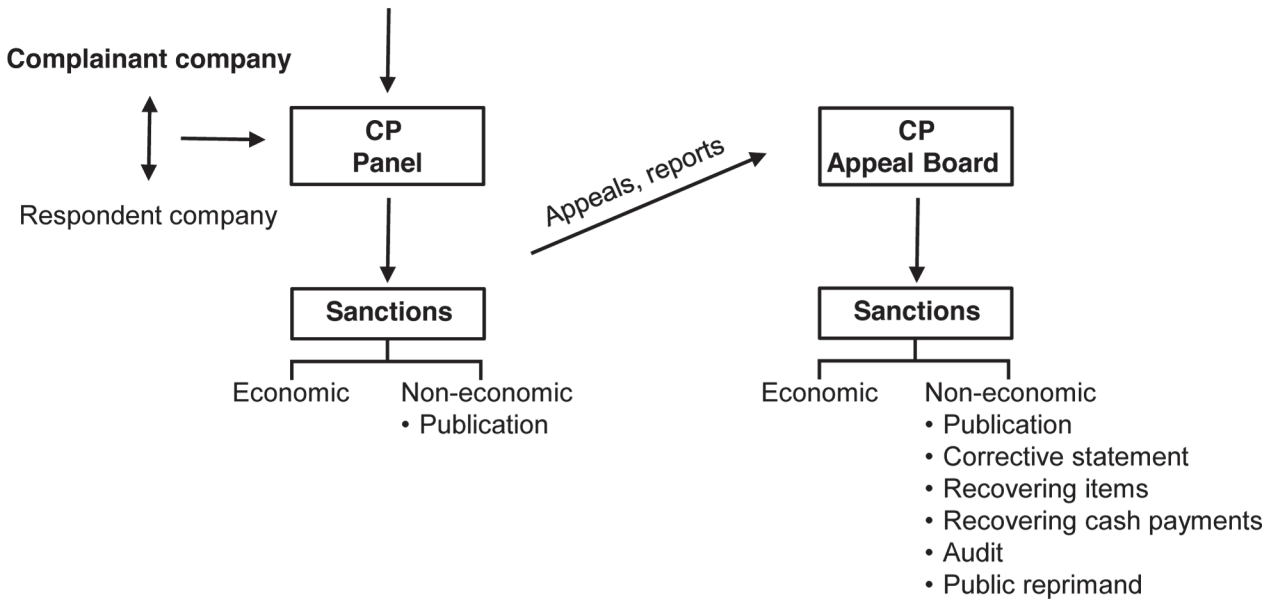 Complainant company
Respondent company
CP
Panel
Appeals, reports
CP
Appeal Board
Sanctions
Economic
Non-economic
• Publication
Sanctions
Economic
Non-economic
• Publication
• Corrective statement
• Recovering items
• Recovering cash payments
• Audit
• Public reprimand